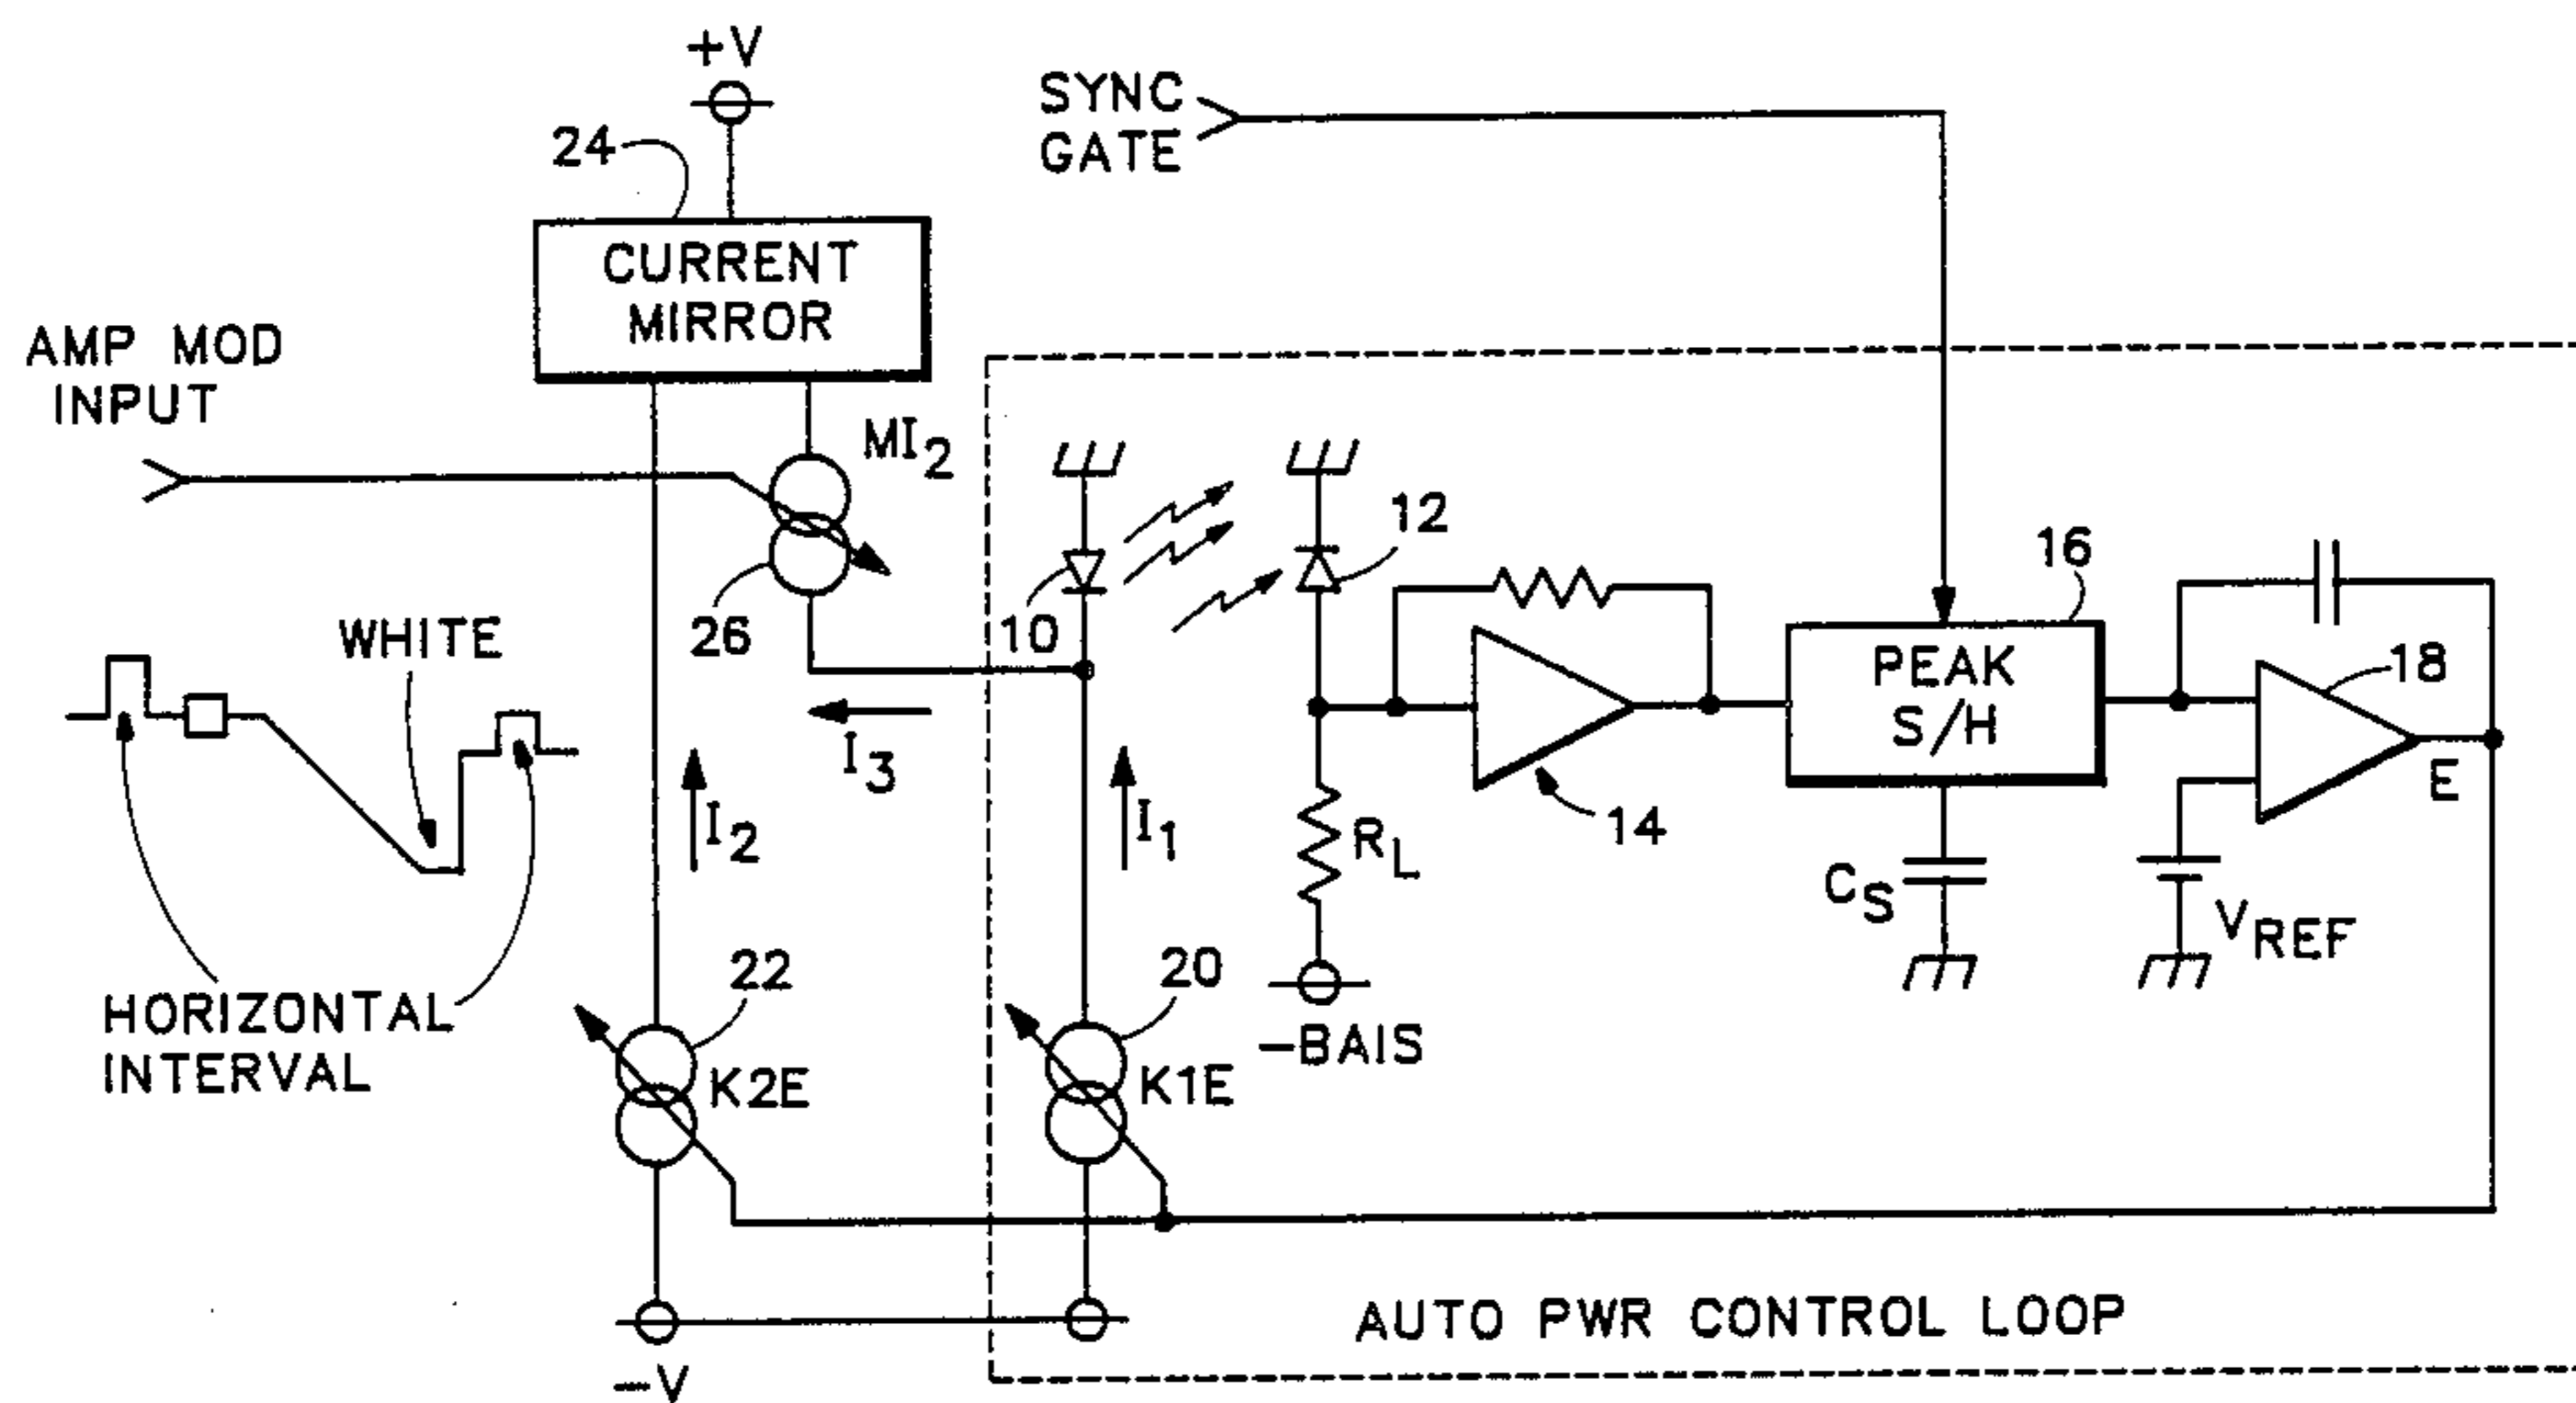 +V
SYNC
GATE
24
CURRENT
MIRROR
AMP MOD
INPUT
MI2
12
16
10
26
WHITE
PEAK
S/H
18
I3
E
I2
I1
RL
14
CS
VREF
22
20
HORIZONTAL
INTERVAL
K2E
K1E
-BAIS
AUTO PWR CONTROL LOOP
-V